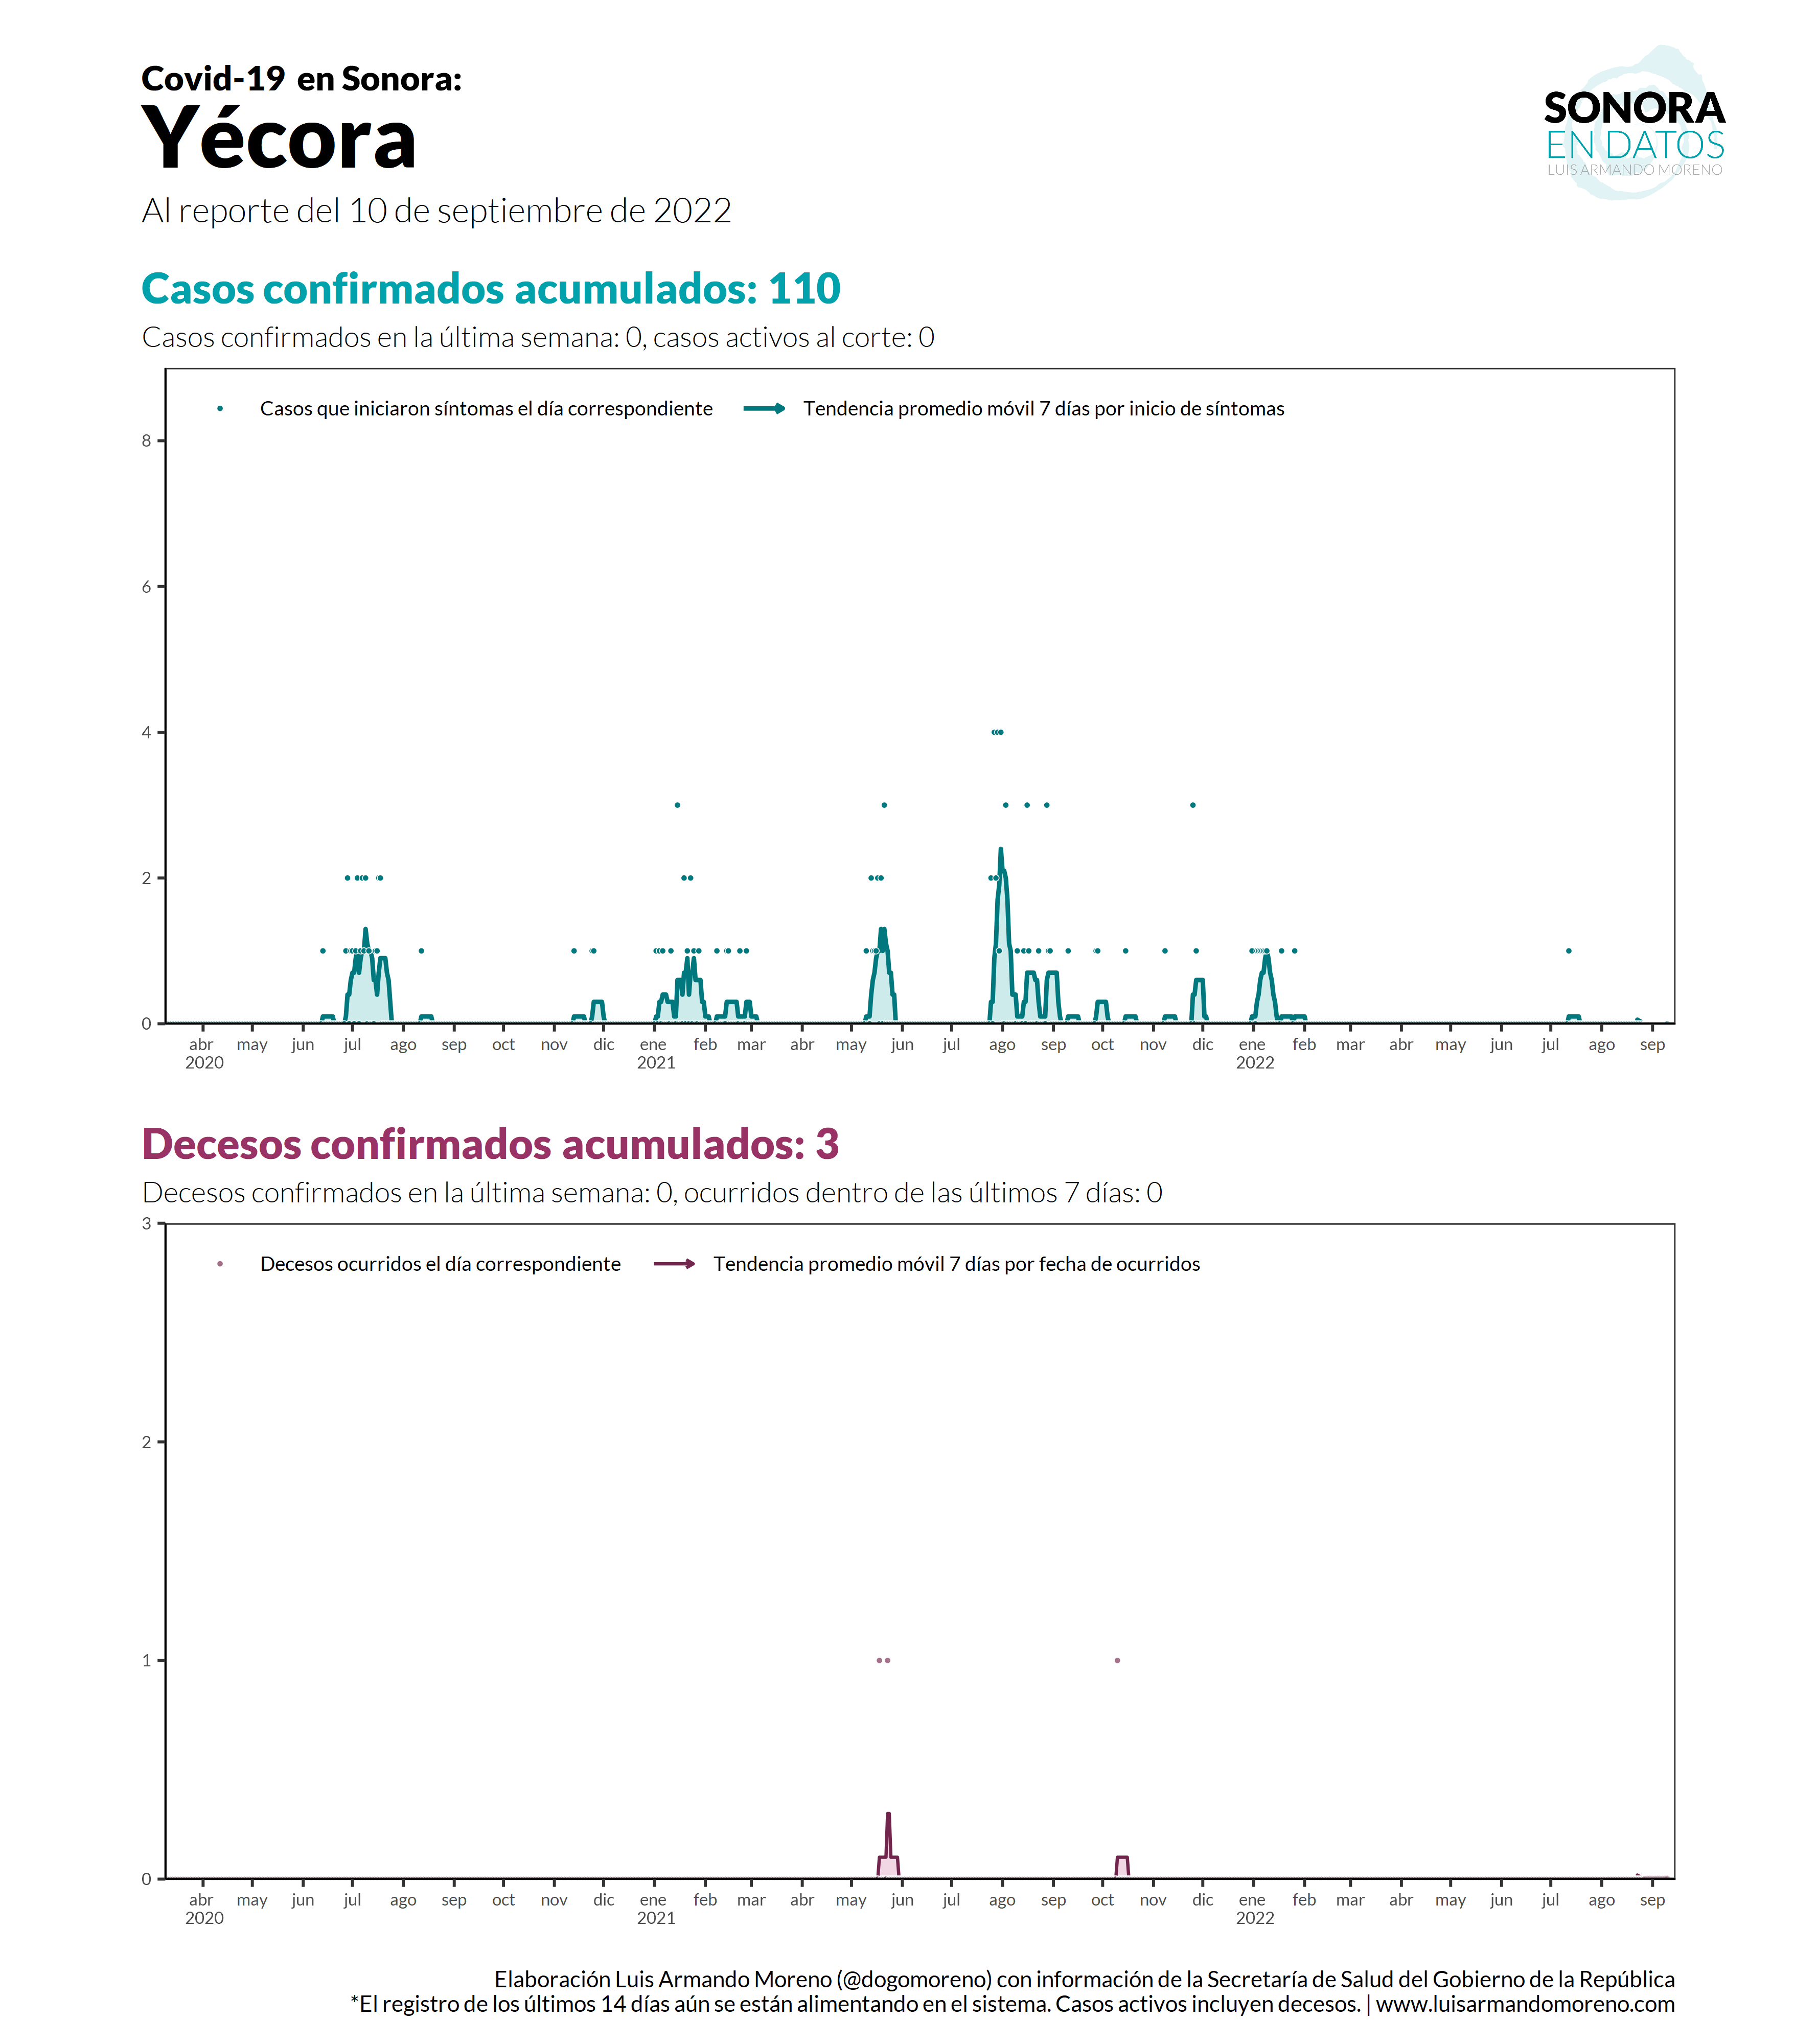 Covid-19 en Sonora:
Yécora
Al reporte del 10 de septiembre de 2022
SONORA
EN DATOS
LUIS ARMANDO MORENO
Casos confirmados acumulados: 110
Casos confirmados en la última semana: 0, casos activos al corte: 0
Casos que iniciaron síntomas el día correspondiente
Tendencia promedio móvil 7 días por inicio de síntomas
8
6
4
2
0
abr may jun jul ago sep oct nov dic ene feb mar abr may jun jul ago sep oct nov dic ene feb mar abr may jun jul ago sep
2020 2021 2022
Decesos confirmados acumulados: 3
Decesos confirmados en la última semana: 0, ocurridos dentro de las últimos 7 días: 0
3
Decesos ocurridos el día correspondiente
Tendencia promedio móvil 7 días por fecha de ocurridos
2
1
0
abr may jun jul ago sep oct nov dic ene feb mar abr may jun jul ago sep oct nov dic ene feb mar abr may jun jul ago sep
2020 2021 2022
Elaboración Luis Armando Moreno (@dogomoreno) con información de la Secretaría de Salud del Gobierno de la República
*El registro de los últimos 14 días aún se están alimentando en el sistema. Casos activos incluyen decesos. | www.luisarmandomoreno.com